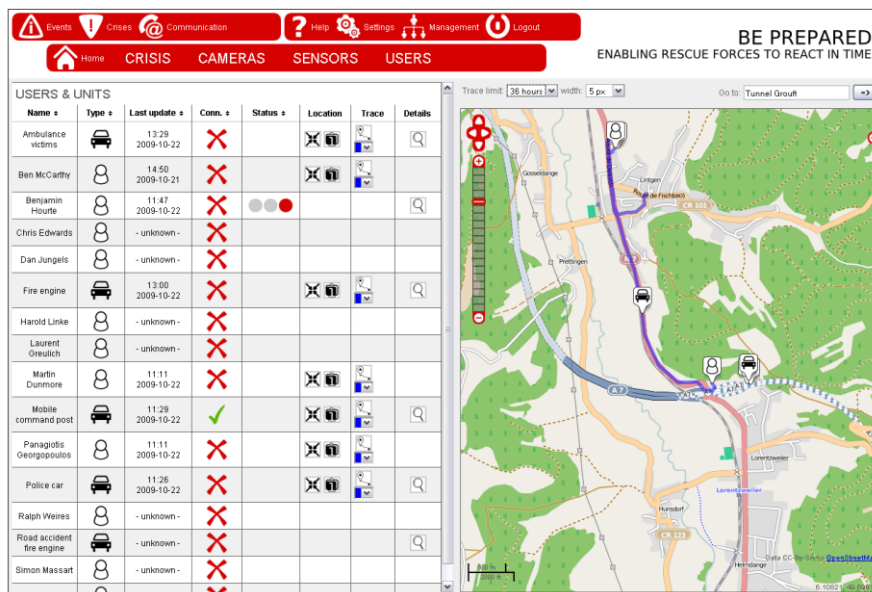 Events Crises Communication Help Settings Management Logout
Home CRISIS CAMERAS SENSORS USERS
BE PREPARED
ENABLING RESCUE FORCES TO REACT IN TIME
USERS & UNITS
Trace limit: 36 hours width: 5 px Go to: Tunnel Grouft =>
Name Type Last update Conn. Status Location Trace Details
Ambulance
victims
13:29
2009-10-22
Ben McCarthy
14:50
2009-10-21
Benjamin
Hourte
11:47
2009-10-22
Chris Edwards - unknown -
Dan Jungels - unknown -
Fire engine
13:00
2009-10-22
Harold Linke - unknown -
Laurent
Greulich
- unknown -
Martin
Dunmore
11:11
2009-10-22
Mobile
command post
11:29
2009-10-22
Panagiotis
Georgopoulos
11:11
2009-10-22
Police car
11:26
2009-10-22
Ralph Weires - unknown -
Road accident
fire engine
- unknown -
Simon Massart - unknown -
Gosseldange
Lintgen
CR 101
Prettingen
A 7
Lorentzweiler
Lorentzweiler
Hunsdorf
CR 123
Helmdange
2000 ft